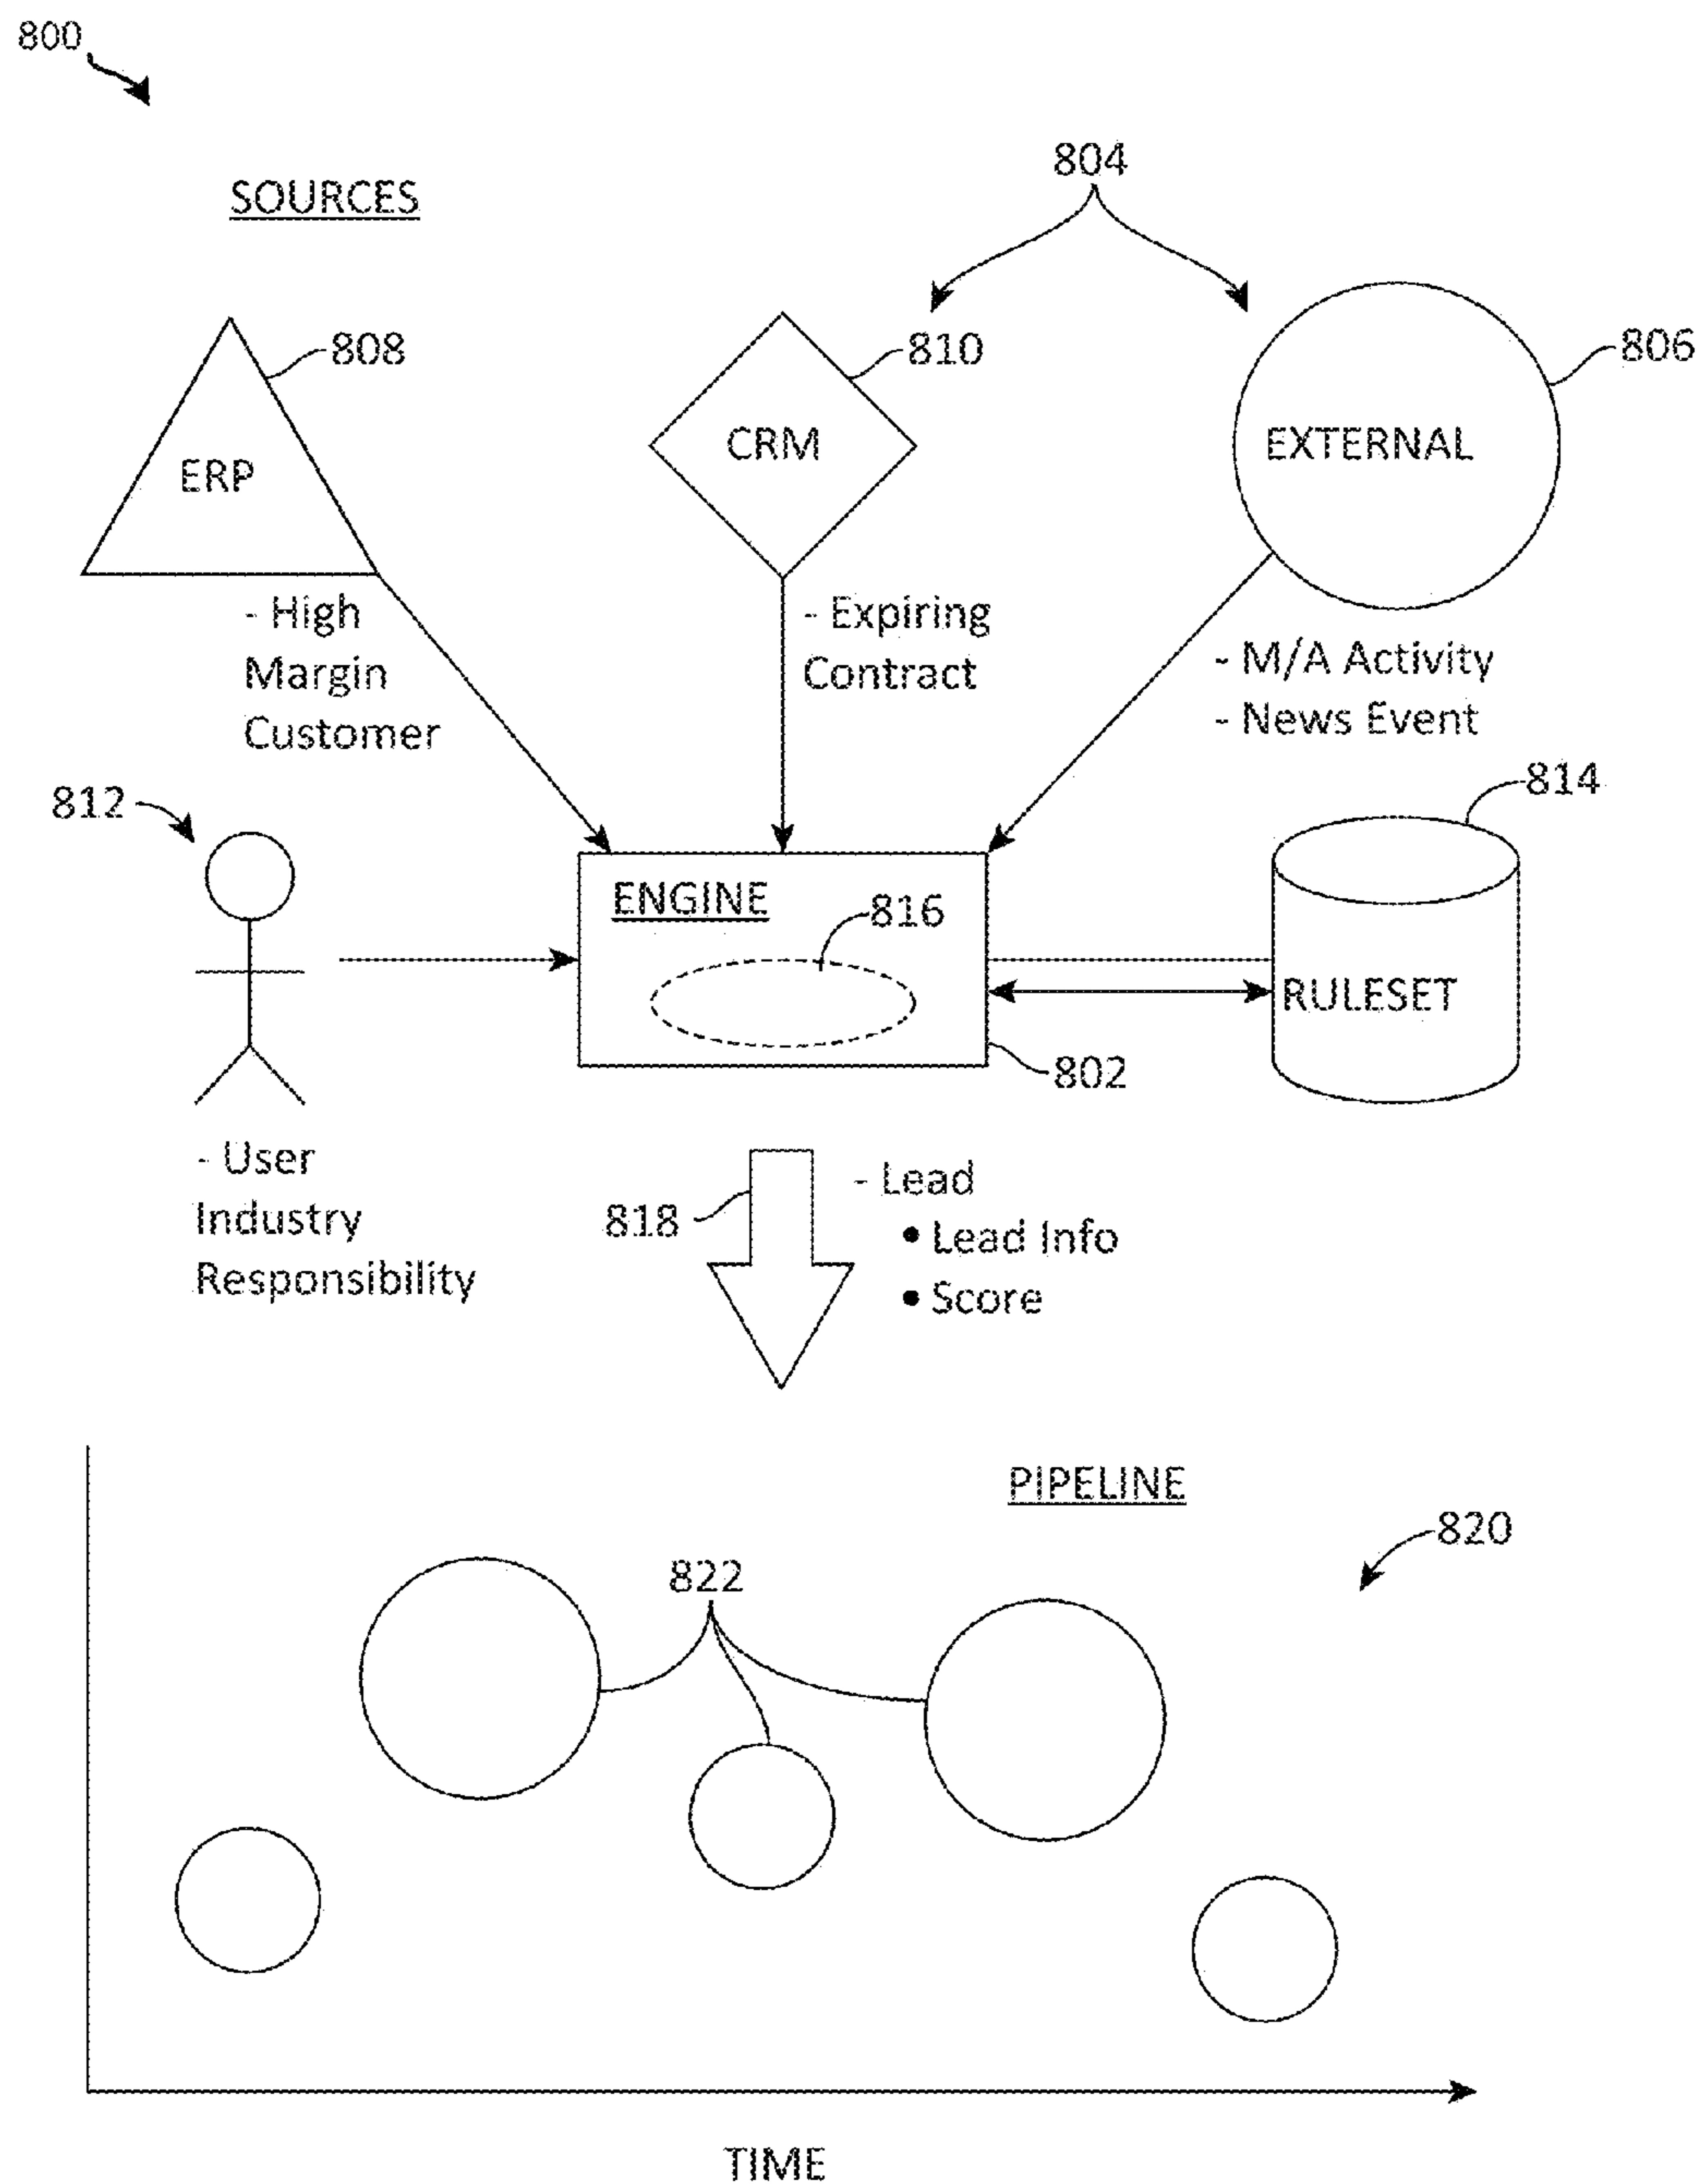 800
SOURCES
804
808
810
806
ERP
CRM
EXTERNAL
- High
Margin
Customer
- Expiring
Contract
- M/A Activity
- News Event
812
814
ENGINE
816
RULESET
802
- User
Industry
Responsibility
818
- Lead
• Lead Info
• Score
PIPELINE
820
822
TIME